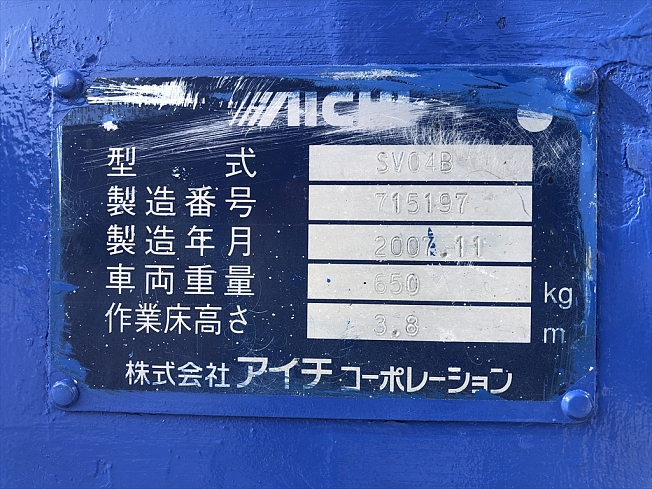 AICHI
型式 SV04B
製造番号 715197
製造年月 .11
車両重量 650 kg
作業床高さ 3.8 m
株式会社アイチコーポレーション